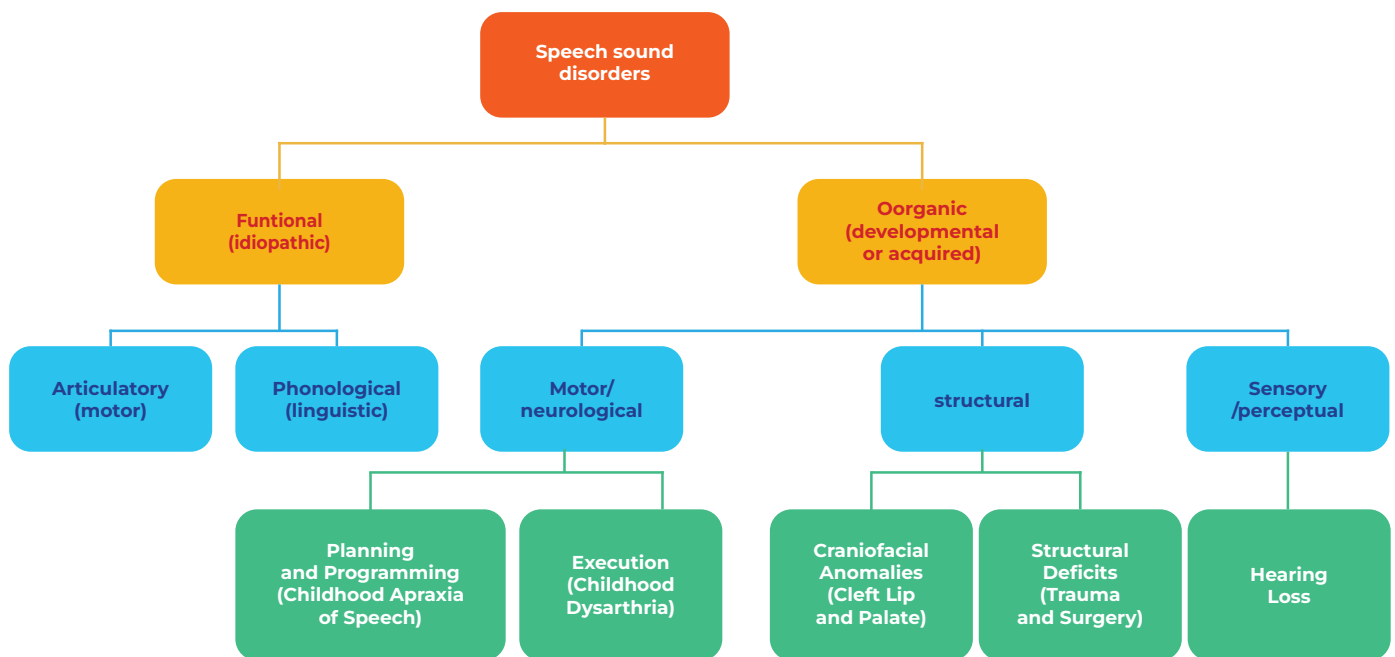 Speech sound
disorders
Funtional
(idiopathic)
Oorganic
(developmental
or acquired)
Articulatory
(motor)
Phonological
(linguistic)
Motor/
neurological
structural
Sensory
/perceptual
Planning
and Programming
(Childhood Apraxia
of Speech)
Execution
(Childhood
Dysarthria)
Craniofacial
Anomalies
(Cleft Lip
and Palate)
Structural
Deficits
(Trauma
and Surgery)
Hearing
Loss